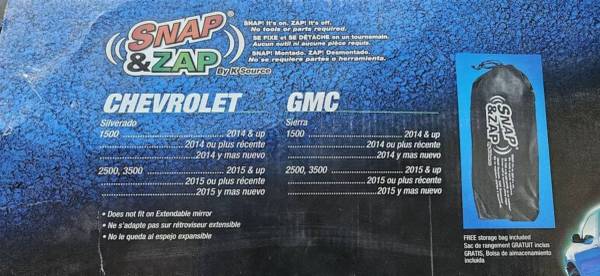 SNAP
&ZAP
By K-Source
SNAP! It's on. ZAP! It's off.
No tools or parts required.
SE FIXE et SE DÉTACHE en un tournemain.
Aucun outil ni aucune pièce requis.
SNAP! Montado. ZAP! Desmontado.
No se requiere partes o herramienta.
CHEVROLET
Silverado
1500 2014 & up
2014 ou plus récente
2014 y mas nuevo
2500, 3500 2015 & up
2015 ou plus récente
2015 y mas nuevo
• Does not fit on Extendable mirror
• Ne s'adapte pas sur rétroviseur extensible
• No le queda al espejo expansible
GMC
Sierra
1500 2014 & up
2014 ou plus récente
2014 y mas nuevo
2500, 3500 2015 & up
2015 ou plus récente
2015 y mas nuevo
SNAP
&ZAP
FREE storage bag included
Sac de rangement GRATUIT inclus
GRATIS, Bolsa de almacenamiento
incluida